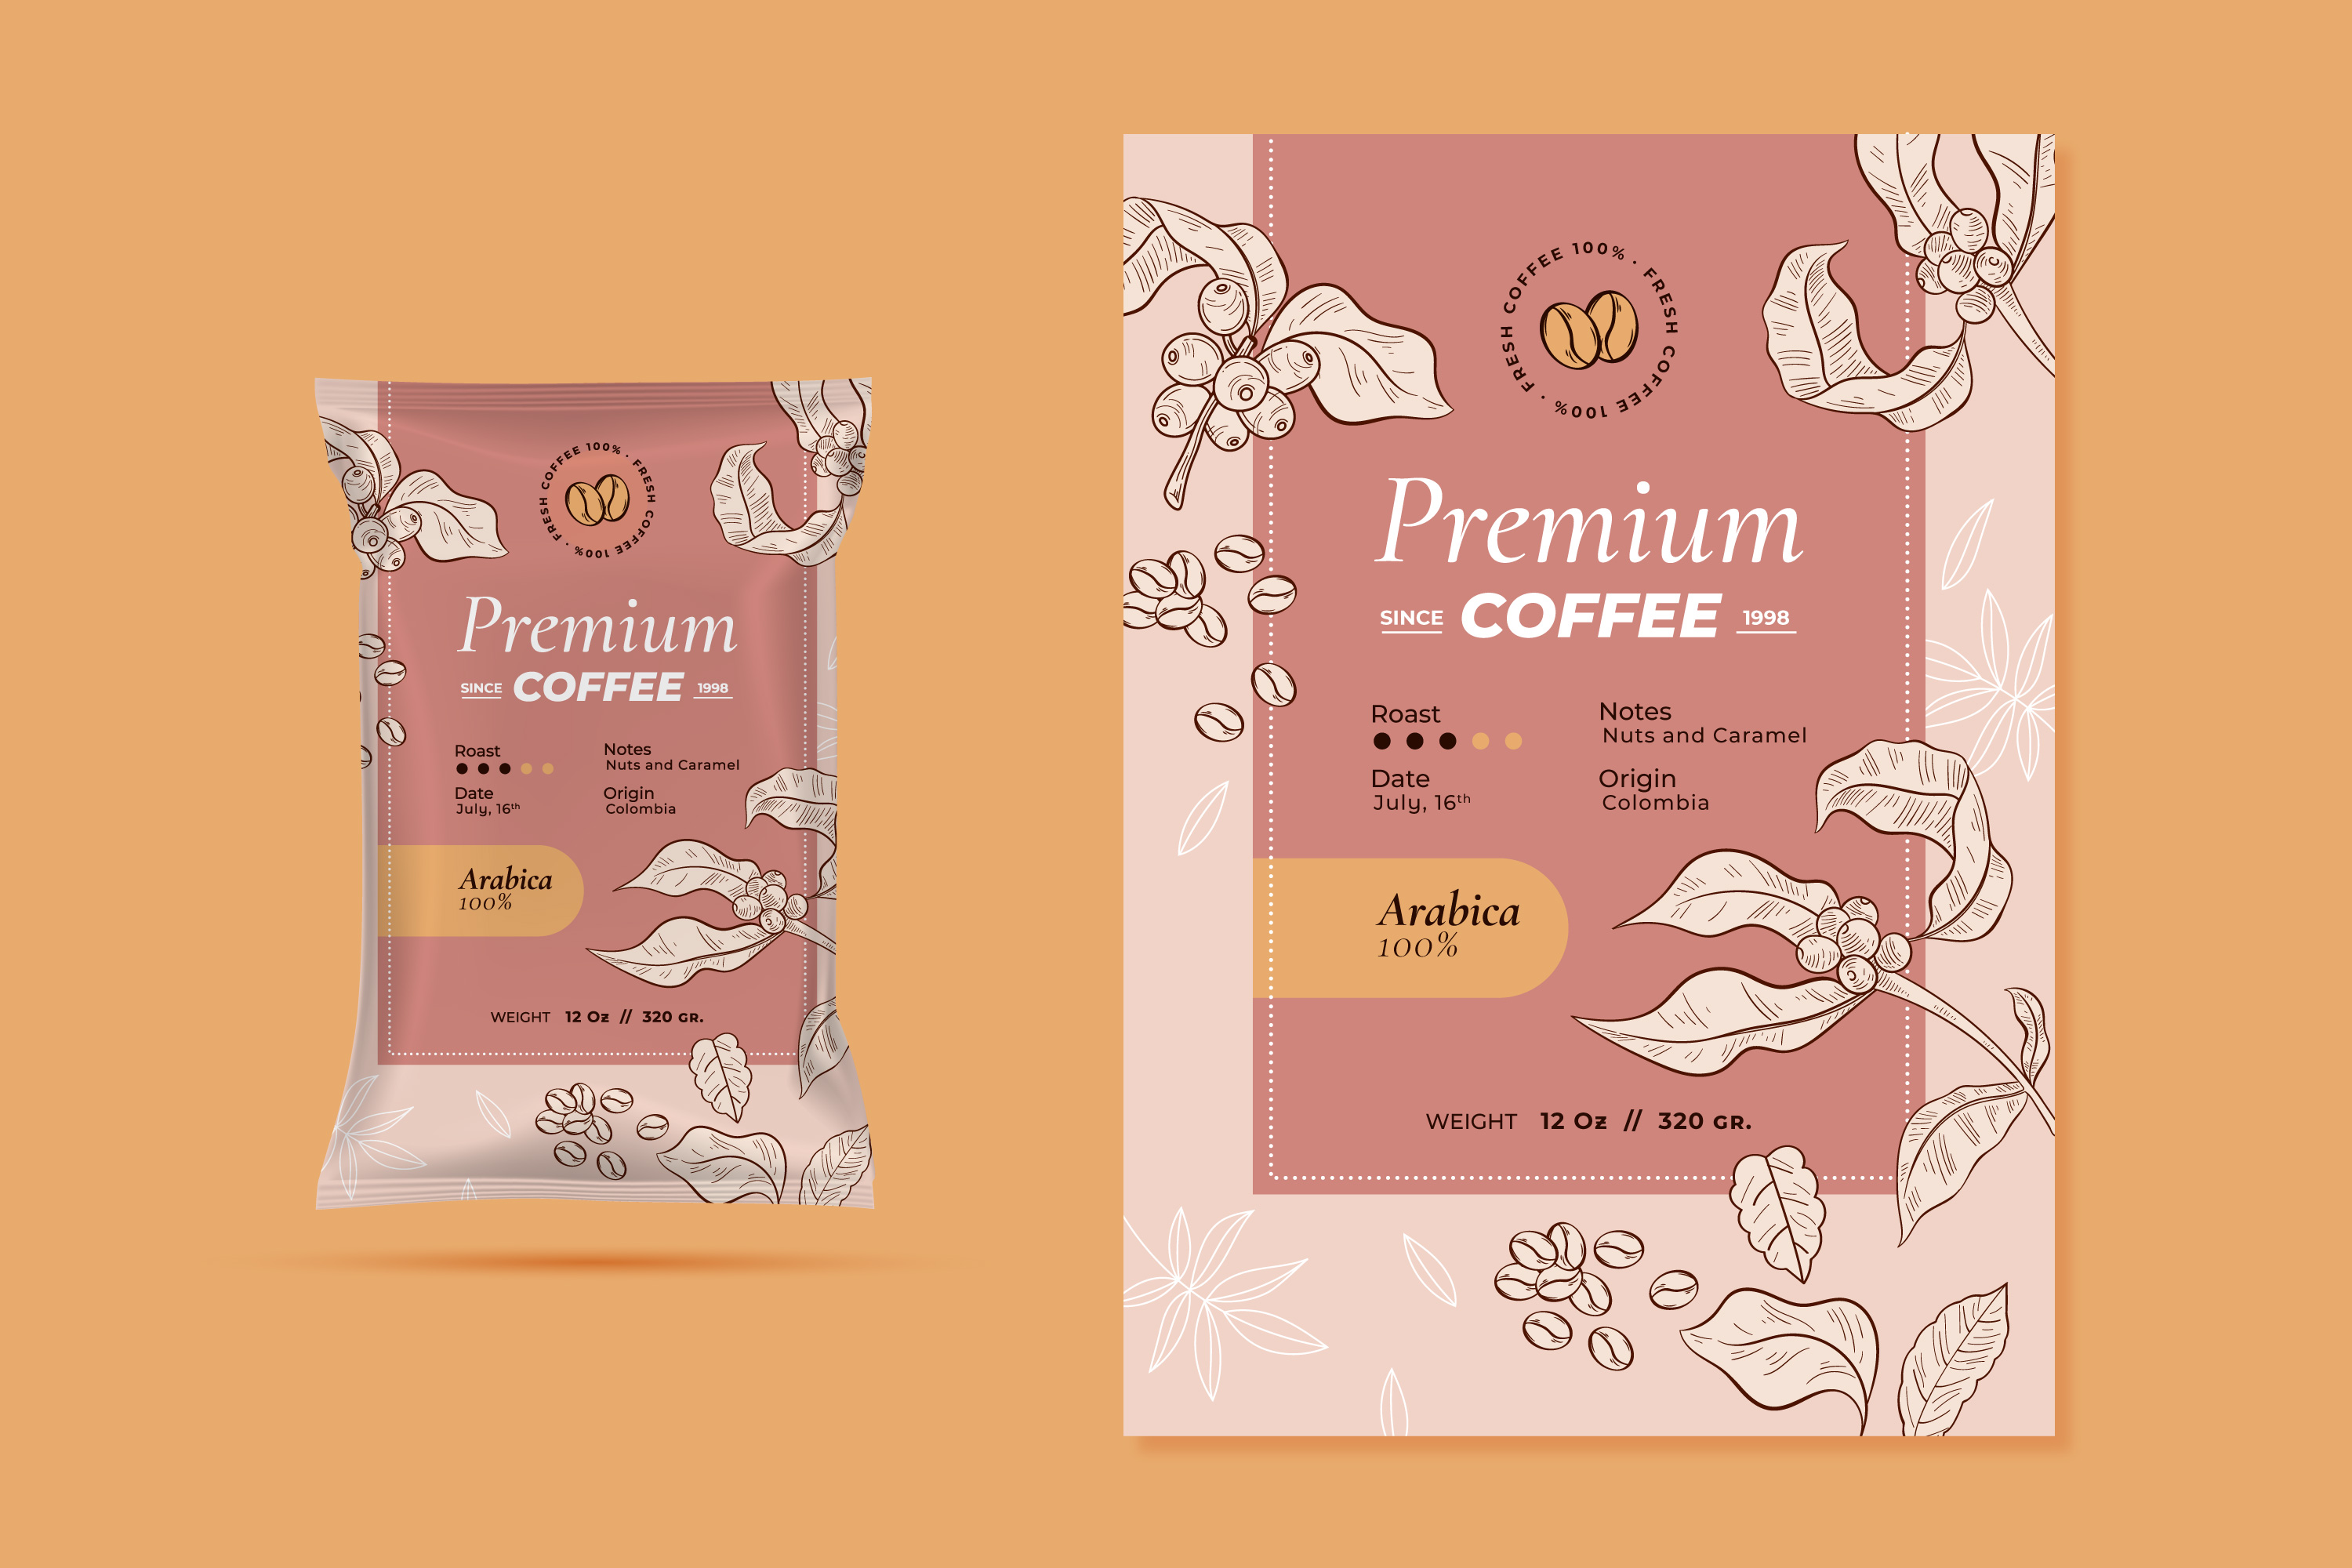 FRESH COFFEE 100% · FRESH COFFEE 100% ·
Premium
SINCE COFFEE 1998
Roast
Notes
Nuts and Caramel
Date
July, 16th
Origin
Colombia
Arabica
100%
WEIGHT 12 Oz // 320 GR.
FRESH COFFEE 100% · FRESH COFFEE 100% ·
Premium
SINCE COFFEE 1998
Roast
Notes
Nuts and Caramel
Date
July, 16th
Origin
Colombia
Arabica
100%
WEIGHT 12 Oz // 320 GR.